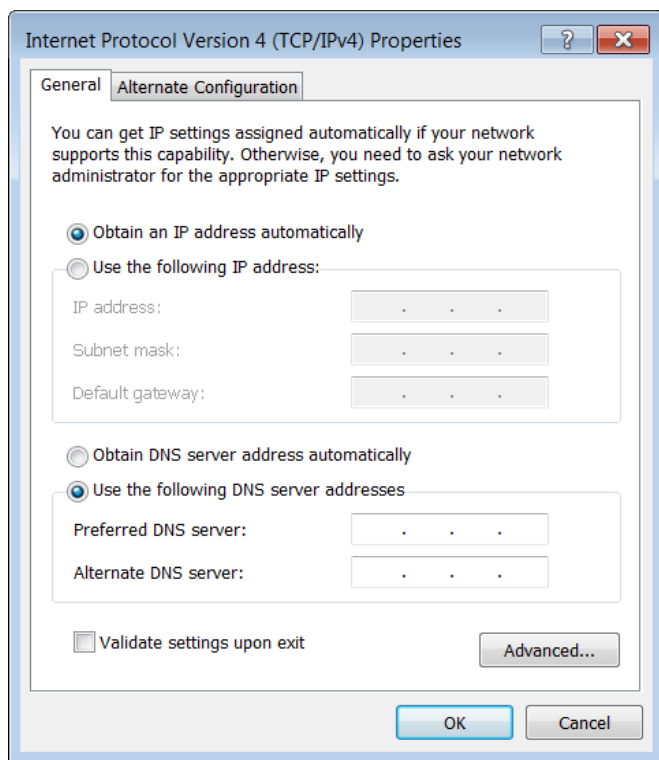 Internet Protocol Version 4 (TCP/IPv4) Properties
?
General
Alternate Configuration
You can get IP settings assigned automatically if your network
supports this capability. Otherwise, you need to ask your network
administrator for the appropriate IP settings.
Obtain an IP address automatically
Use the following IP address:
IP address: . . .
Subnet mask: . . .
Default gateway: . . .
Obtain DNS server address automatically
Use the following DNS server addresses
Preferred DNS server: . . .
Alternate DNS server: . . .
Validate settings upon exit
Advanced...
OK
Cancel